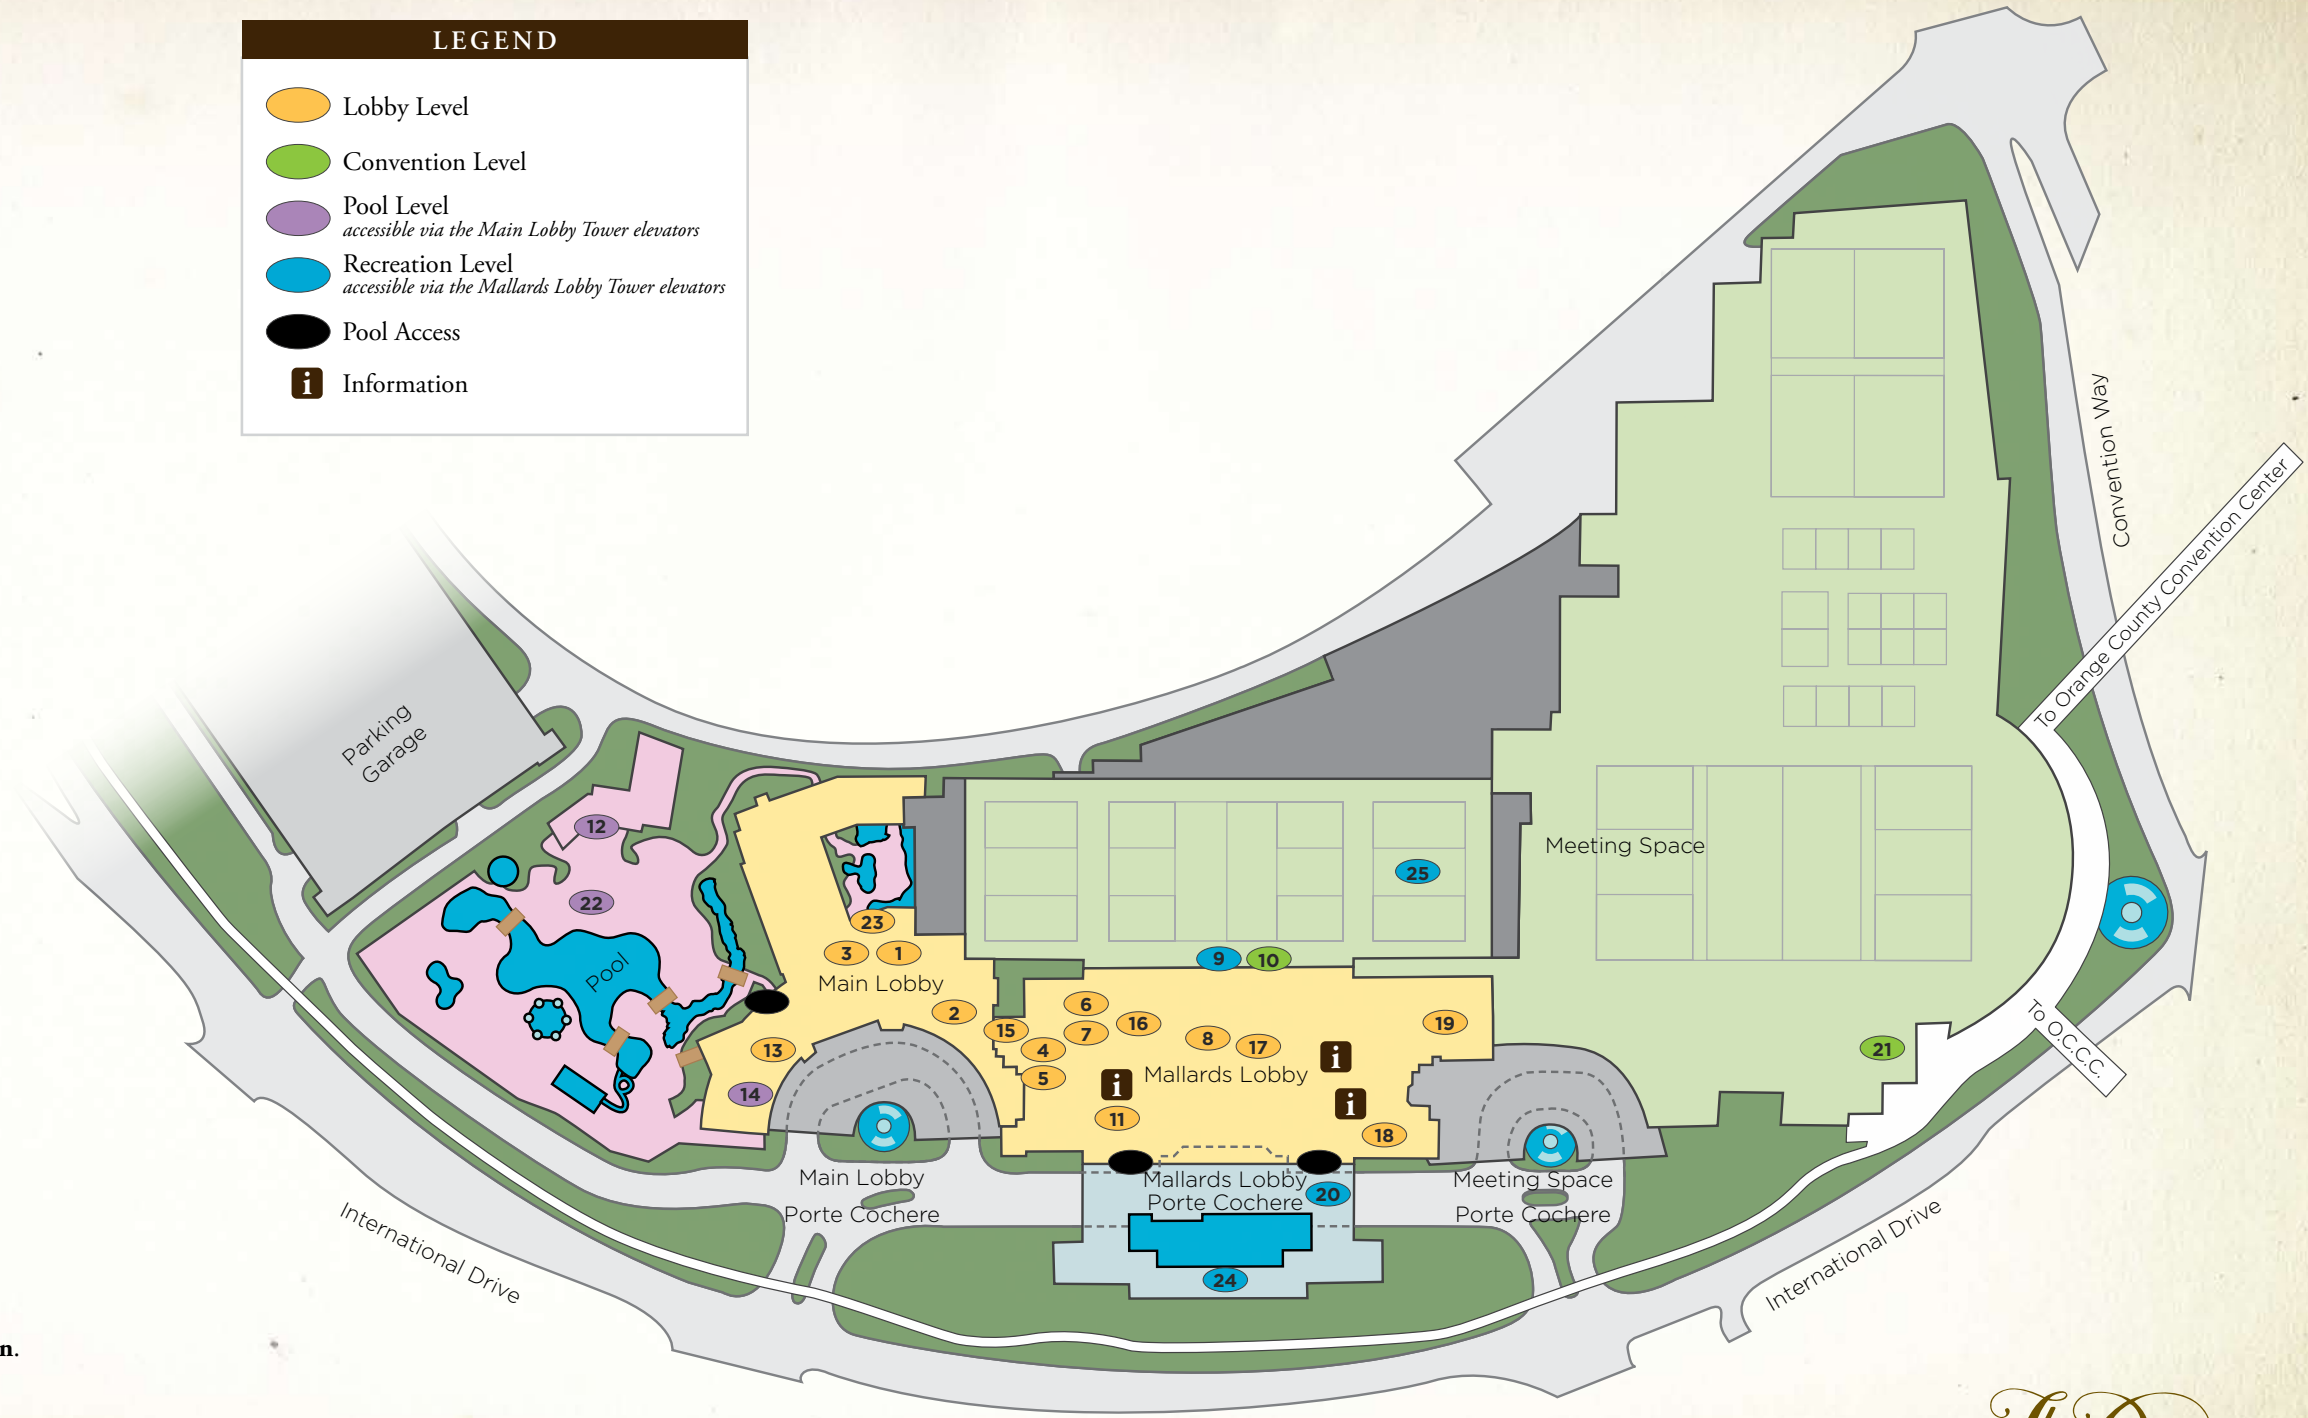 LEGEND
Lobby Level
Convention Level
Pool Level
accessible via the Main Lobby Tower elevators
Recreation Level
accessible via the Mallards Lobby Tower elevators
Pool Access
i Information
Convention Way
To Orange County Convention Center
Parking
Garage
12
22
Pool
Meeting Space
25
23
3
1
Main Lobby
9
10
2
6
15
7
16
8
17
19
4
5
13
14
i
Mallards Lobby
i
i
11
18
21
To O.C.C.C.
Main Lobby
Porte Cochere
Mallards Lobby
Porte Cochere
20
Meeting Space
Porte Cochere
24
International Drive
International Drive
n.